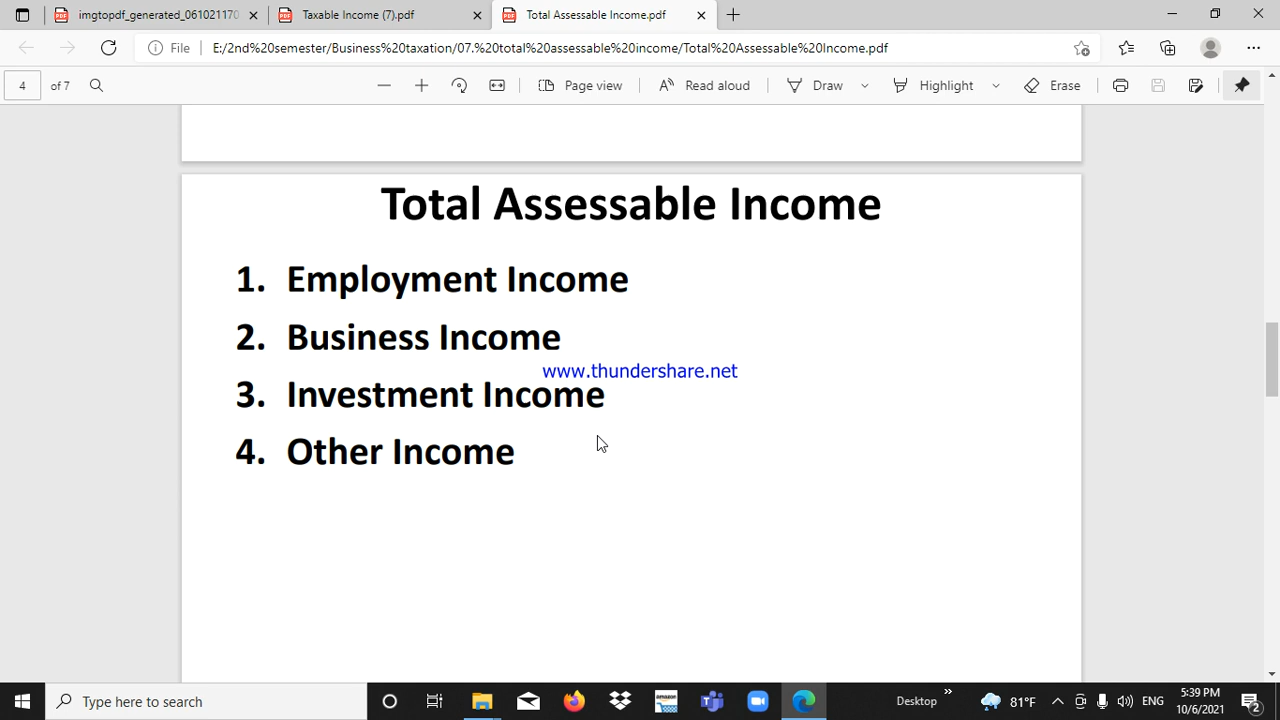 imgtopdf_generated_061021170
Taxable Income (7).pdf
Total Assessable Income.pdf
File
E:/2nd%20semester/Business%20taxation/07.%20total%20assessable%20income/Total%20Assessable%20Income.pdf
4 of 7
Page view
Read aloud
Draw
Highlight
Erase
Total Assessable Income
1. Employment Income
2. Business Income
www.thundershare.net
3. Investment Income
4. Other Income
Type here to search
amazon
Desktop
81°F
ENG
5:39 PM
10/6/2021
2